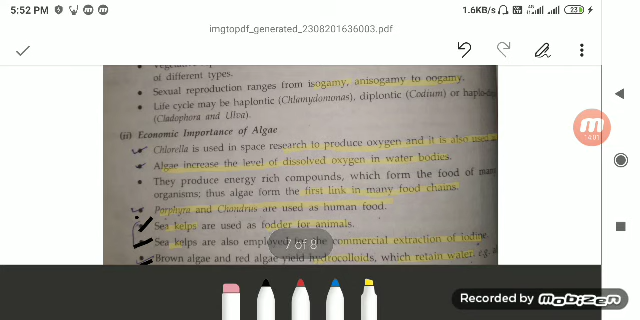 5:52 PM 1.6KB/s 23
imgtopdf_generated_2308201636003.pdf
of different types.
• Sexual reproduction ranges from isogamy, anisogamy to oogamy.
• Life cycle may be haplontic (Chlamydomonas), diplontic (Codium) or
(Cladophora and Ulva).
(ii) Economic Importance of Algae
Chlorella is used in space research to produce oxygen and it is also used
Algae increase the level of dissolved oxygen in water bodies.
• They produce energy rich compounds, which form the food of many
organisms; thus algae form the first link in many food chains.
Porphyra and Chondrus are used as human food.
Sea kelps are used as fodder for animals.
Sea kelps are also employed the commercial extraction of iodine
7 of 8
Brown algae and red algae yield hydrocolloids, which retain water, e.g.
Recorded by Mobizen